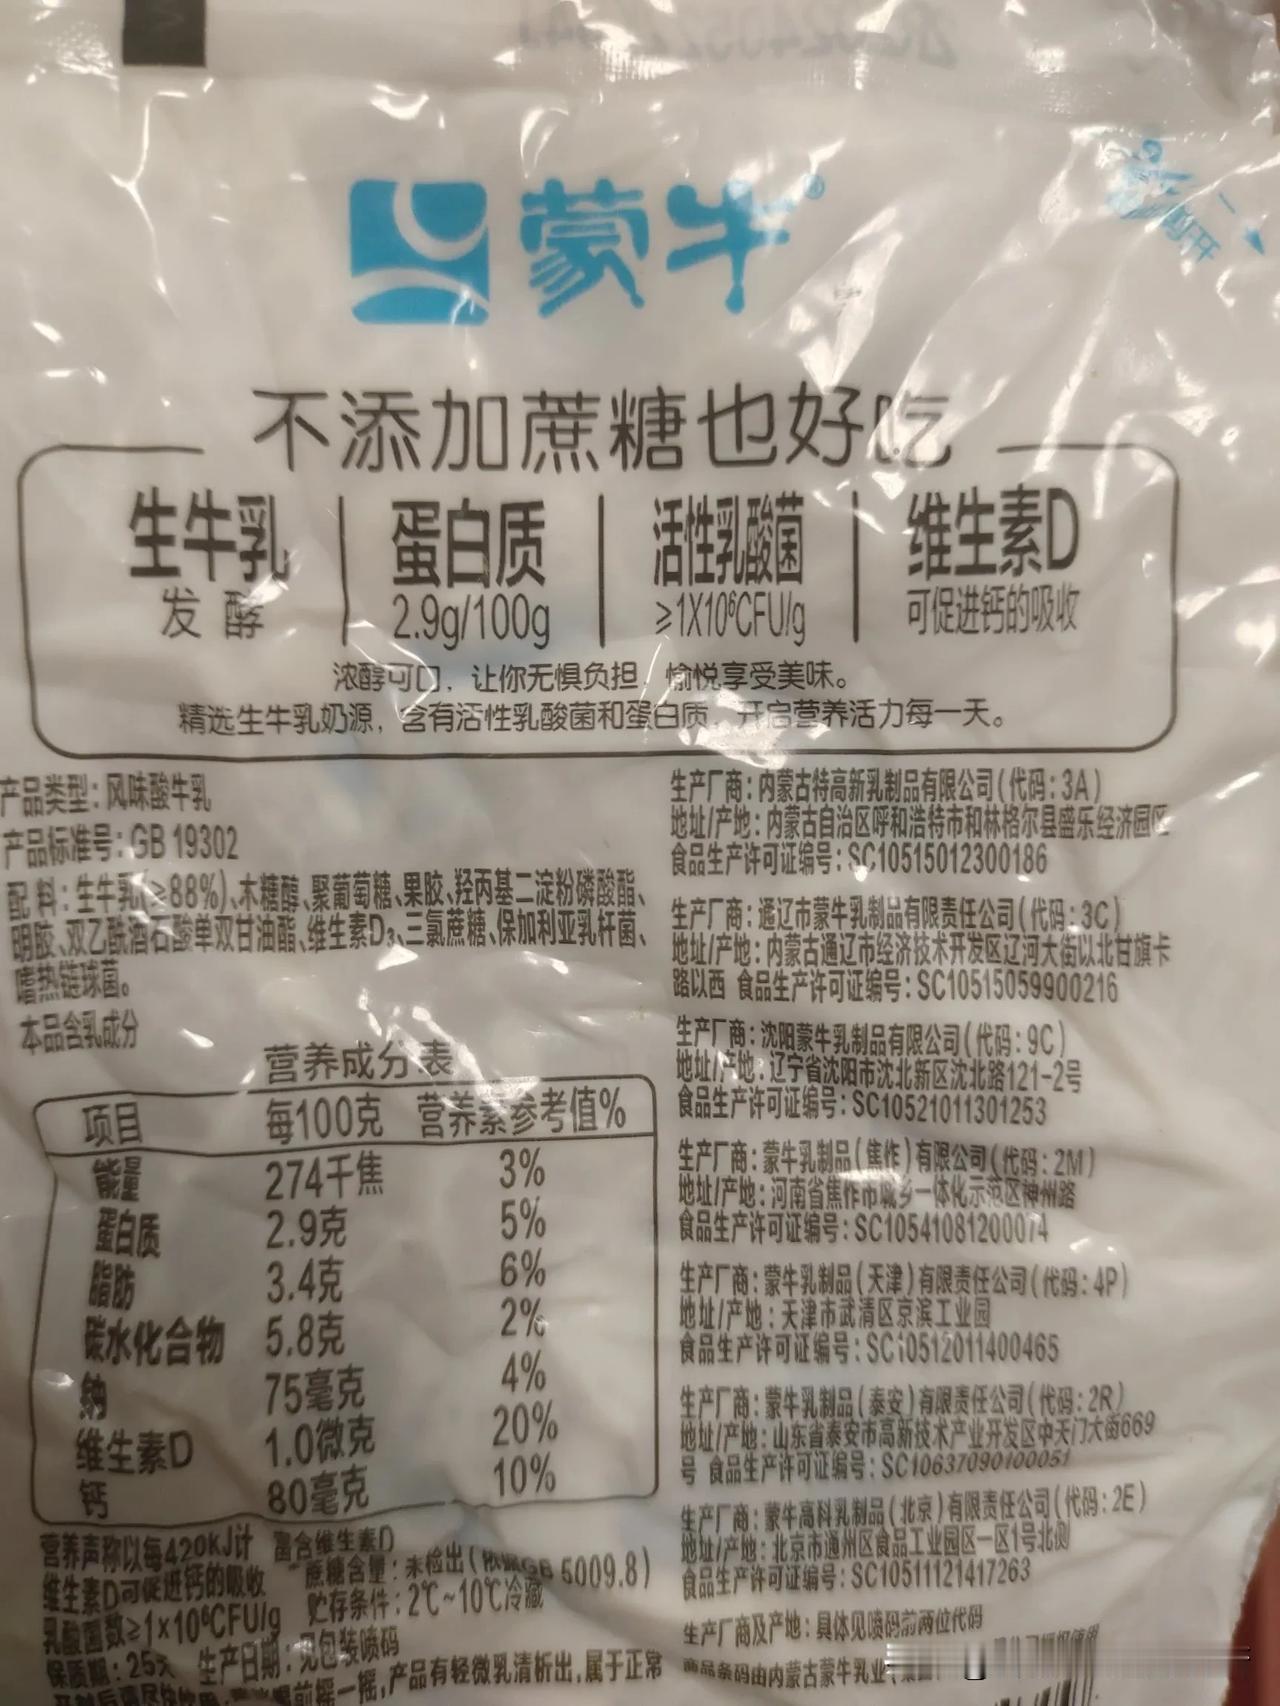 蒙牛®
不添加蔗糖也好吃
生牛乳 蛋白质 活性乳酸菌 维生素D
发酵 2.9g/100g ≥1X10⁶CFU/g 可促进钙的吸收
浓醇可口，让你无惧负担，愉悦享受美味。
精选生牛乳奶源，含有活性乳酸菌和蛋白质，开启营养活力每一天。
产品类型：风味酸牛乳
产品标准号：GB 19302
配料：生牛乳(≥88%)、木糖醇、聚葡萄糖、果胶、羟丙基二淀粉磷酸酯、
明胶、双乙酰酒石酸单双甘油酯、维生素D₃、三氯蔗糖、保加利亚乳杆菌、
嗜热链球菌。
本品含乳成分
营养成分表
项目 每100克 营养素参考值%
能量 274千焦 3%
蛋白质 2.9克 5%
脂肪 3.4克 6%
碳水化合物 5.8克 2%
钠 75毫克 4%
维生素D 1.0微克 20%
钙 80毫克 10%
营养声称以每420KJ计 富含维生素D
维生素D可促进钙的吸收 蔗糖含量：未检出（依据GB 5009.8）
乳酸菌数≥1×10⁶CFU/g 贮存条件：2℃~10℃冷藏
保质期：25天 生产日期：见包装喷码
前摇一摇，产品有轻微乳清析出，属于正常
生产厂商：内蒙古特高新乳制品有限公司（代码：3A）
地址/产地：内蒙古自治区呼和浩特市和林格尔县盛乐经济园区
食品生产许可证编号：SC10515012300186
生产厂商：通辽市蒙牛乳制品有限责任公司（代码：3C）
地址/产地：内蒙古通辽市经济技术开发区辽河大街以北甘旗卡
路以西 食品生产许可证编号：SC10515059900216
生产厂商：沈阳蒙牛乳制品有限公司（代码：9C）
地址/产地：辽宁省沈阳市沈北新区沈北路121-2号
食品生产许可证编号：SC10521011301253
生产厂商：蒙牛乳制品（焦作）有限公司（代码：2M）
地址/产地：河南省焦作市城乡一体化示范区神州路
食品生产许可证编号：SC10541081200074
生产厂商：蒙牛乳制品（天津）有限责任公司（代码：4P）
地址/产地：天津市武清区京滨工业园
食品生产许可证编号：SC10512011400465
生产厂商：蒙牛乳制品（泰安）有限责任公司（代码：2R）
地址/产地：山东省泰安市高新技术产业开发区中天门大街669
号 食品生产许可证编号：SC10637090100051
生产厂商：蒙牛高科乳制品（北京）有限责任公司（代码：2E）
地址/产地：北京市通州区食品工业园区一区1号北侧
食品生产许可证编号：SC10511121417263
生产厂商及产地：具体见喷码前两位代码
商品条码由内蒙古蒙牛乳业